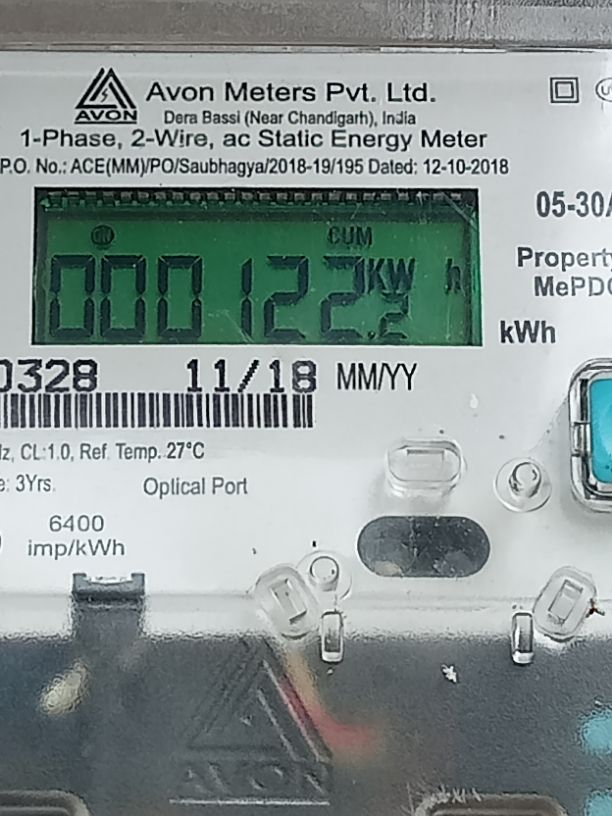 AVON
Avon Meters Pvt. Ltd.
Dera Bassi (Near Chandigarh), India
1-Phase, 2-Wire, ac Static Energy Meter
P.O. No.: ACE(MM)/PO/Saubhagya/2018-19/195 Dated: 12-10-2018
05-30/
CUM
000122.2 KW h
Property
MePDC
kWh
0328 11/18 MM/YY
Hz, CL:1.0, Ref. Temp. 27°C
e: 3Yrs. Optical Port
6400
imp/kWh
AVON